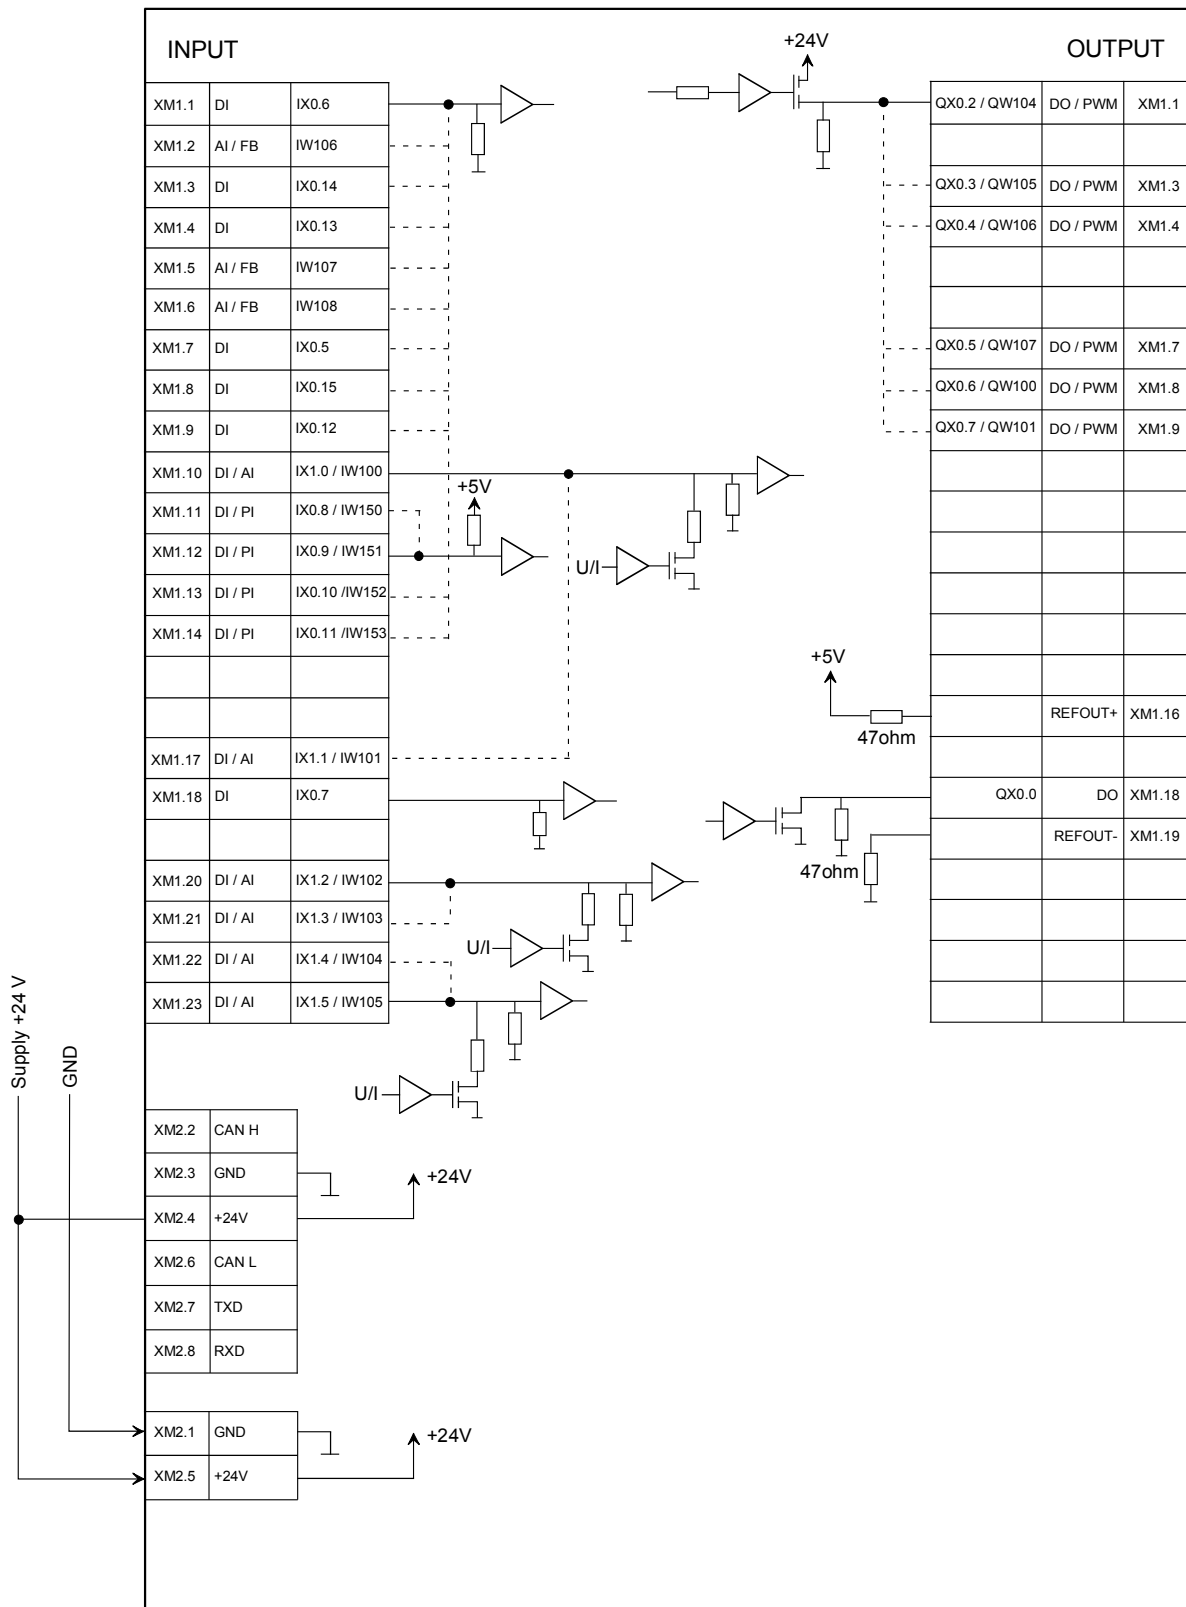 INPUT
+24V
OUTPUT
XM1.1 DI IX0.6
QX0.2 / QW104 DO / PWM XM1.1
XM1.2 AI / FB IW106
XM1.3 DI IX0.14
QX0.3 / QW105 DO / PWM XM1.3
XM1.4 DI IX0.13
QX0.4 / QW106 DO / PWM XM1.4
XM1.5 AI / FB IW107
XM1.6 AI / FB IW108
XM1.7 DI IX0.5
QX0.5 / QW107 DO / PWM XM1.7
XM1.8 DI IX0.15
QX0.6 / QW100 DO / PWM XM1.8
XM1.9 DI IX0.12
QX0.7 / QW101 DO / PWM XM1.9
XM1.10 DI / AI IX1.0 / IW100
+5V
XM1.11 DI / PI IX0.8 / IW150
XM1.12 DI / PI IX0.9 / IW151
U/I
XM1.13 DI / PI IX0.10 /IW152
XM1.14 DI / PI IX0.11 /IW153
+5V
REFOUT+ XM1.16
47ohm
XM1.17 DI / AI IX1.1 / IW101
XM1.18 DI IX0.7
QX0.0 DO XM1.18
REFOUT- XM1.19
47ohm
XM1.20 DI / AI IX1.2 / IW102
XM1.21 DI / AI IX1.3 / IW103
U/I
XM1.22 DI / AI IX1.4 / IW104
XM1.23 DI / AI IX1.5 / IW105
Supply +24 V
GND
U/I
XM2.2 CAN H
XM2.3 GND
+24V
XM2.4 +24V
XM2.6 CAN L
XM2.7 TXD
XM2.8 RXD
XM2.1 GND
+24V
XM2.5 +24V